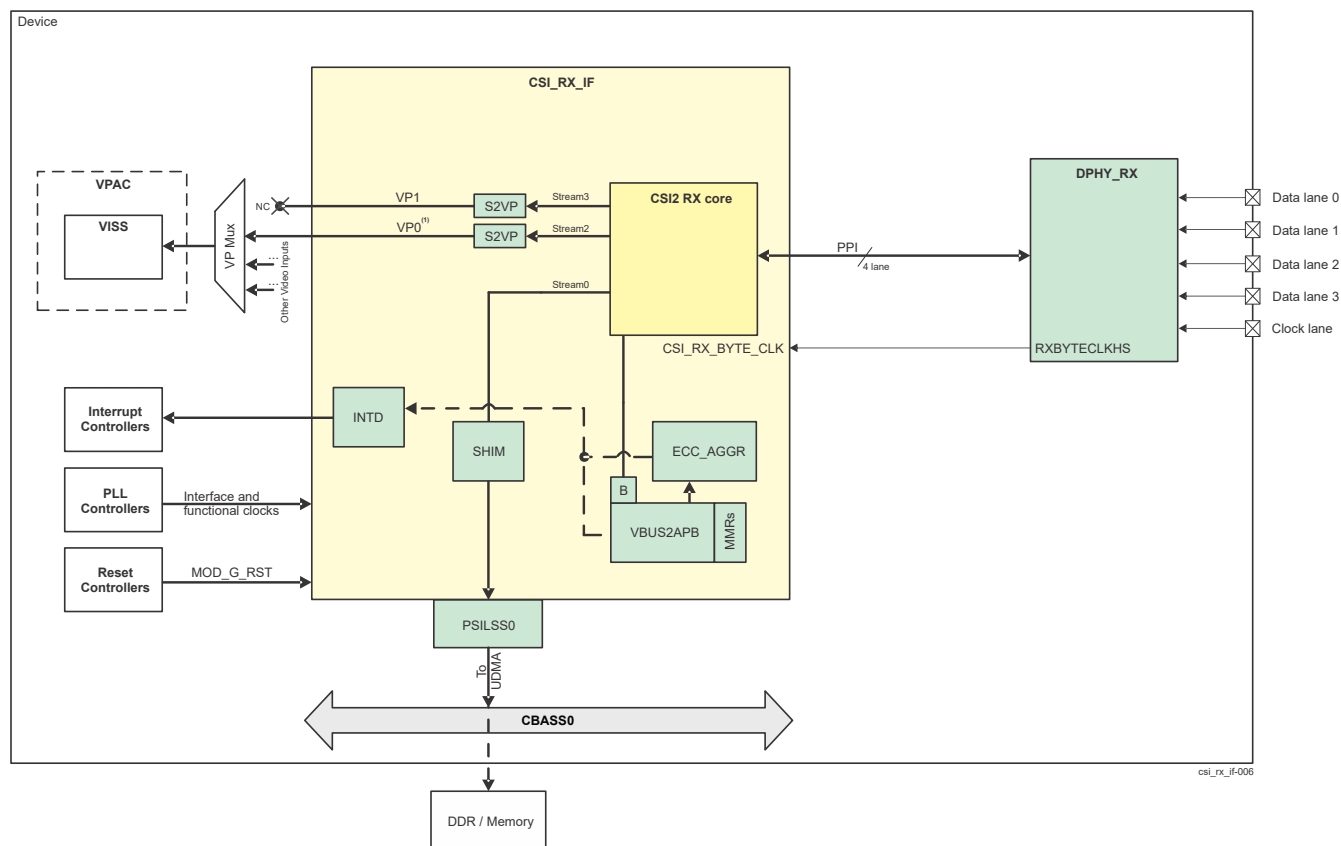 Device
CSI_RX_IF
VPAC
VISS
VP Mux
NC
VP1
S2VP
Stream3
VP0(1)
S2VP
Stream2
... Other Video Inputs ...
Stream0
CSI2 RX core
PPI
4 lane
DPHY_RX
Data lane 0
Data lane 1
Data lane 2
Data lane 3
Clock lane
CSI_RX_BYTE_CLK
RXBYTECLKHS
Interrupt
Controllers
INTD
SHIM
ECC_AGGR
PLL
Controllers
Interface and
functional clocks
B
VBUS2APB
MMRs
Reset
Controllers
MOD_G_RST
PSILSS0
To
UDMA
CBASS0
csi_rx_if-006
DDR / Memory